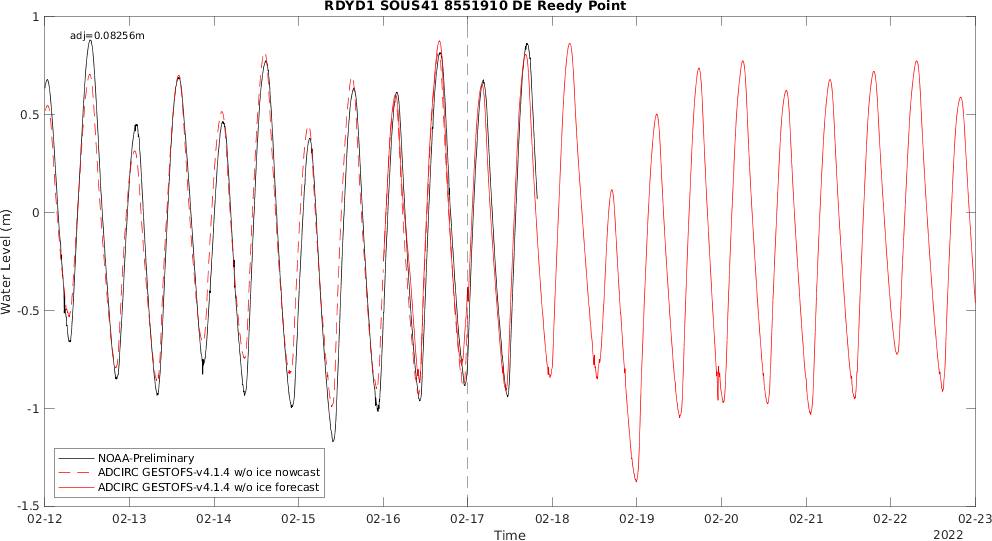 RDYD1 SOUS41 8551910 DE Reedy Point
adj=0.08256m
1
0.5
0
-0.5
-1
-1.5
Water Level (m)
NOAA-Preliminary
ADCIRC GESTOFS-v4.1.4 w/o ice nowcast
ADCIRC GESTOFS-v4.1.4 w/o ice forecast
02-12 02-13 02-14 02-15 02-16 02-17 02-18 02-19 02-20 02-21 02-22 02-23
Time
2022